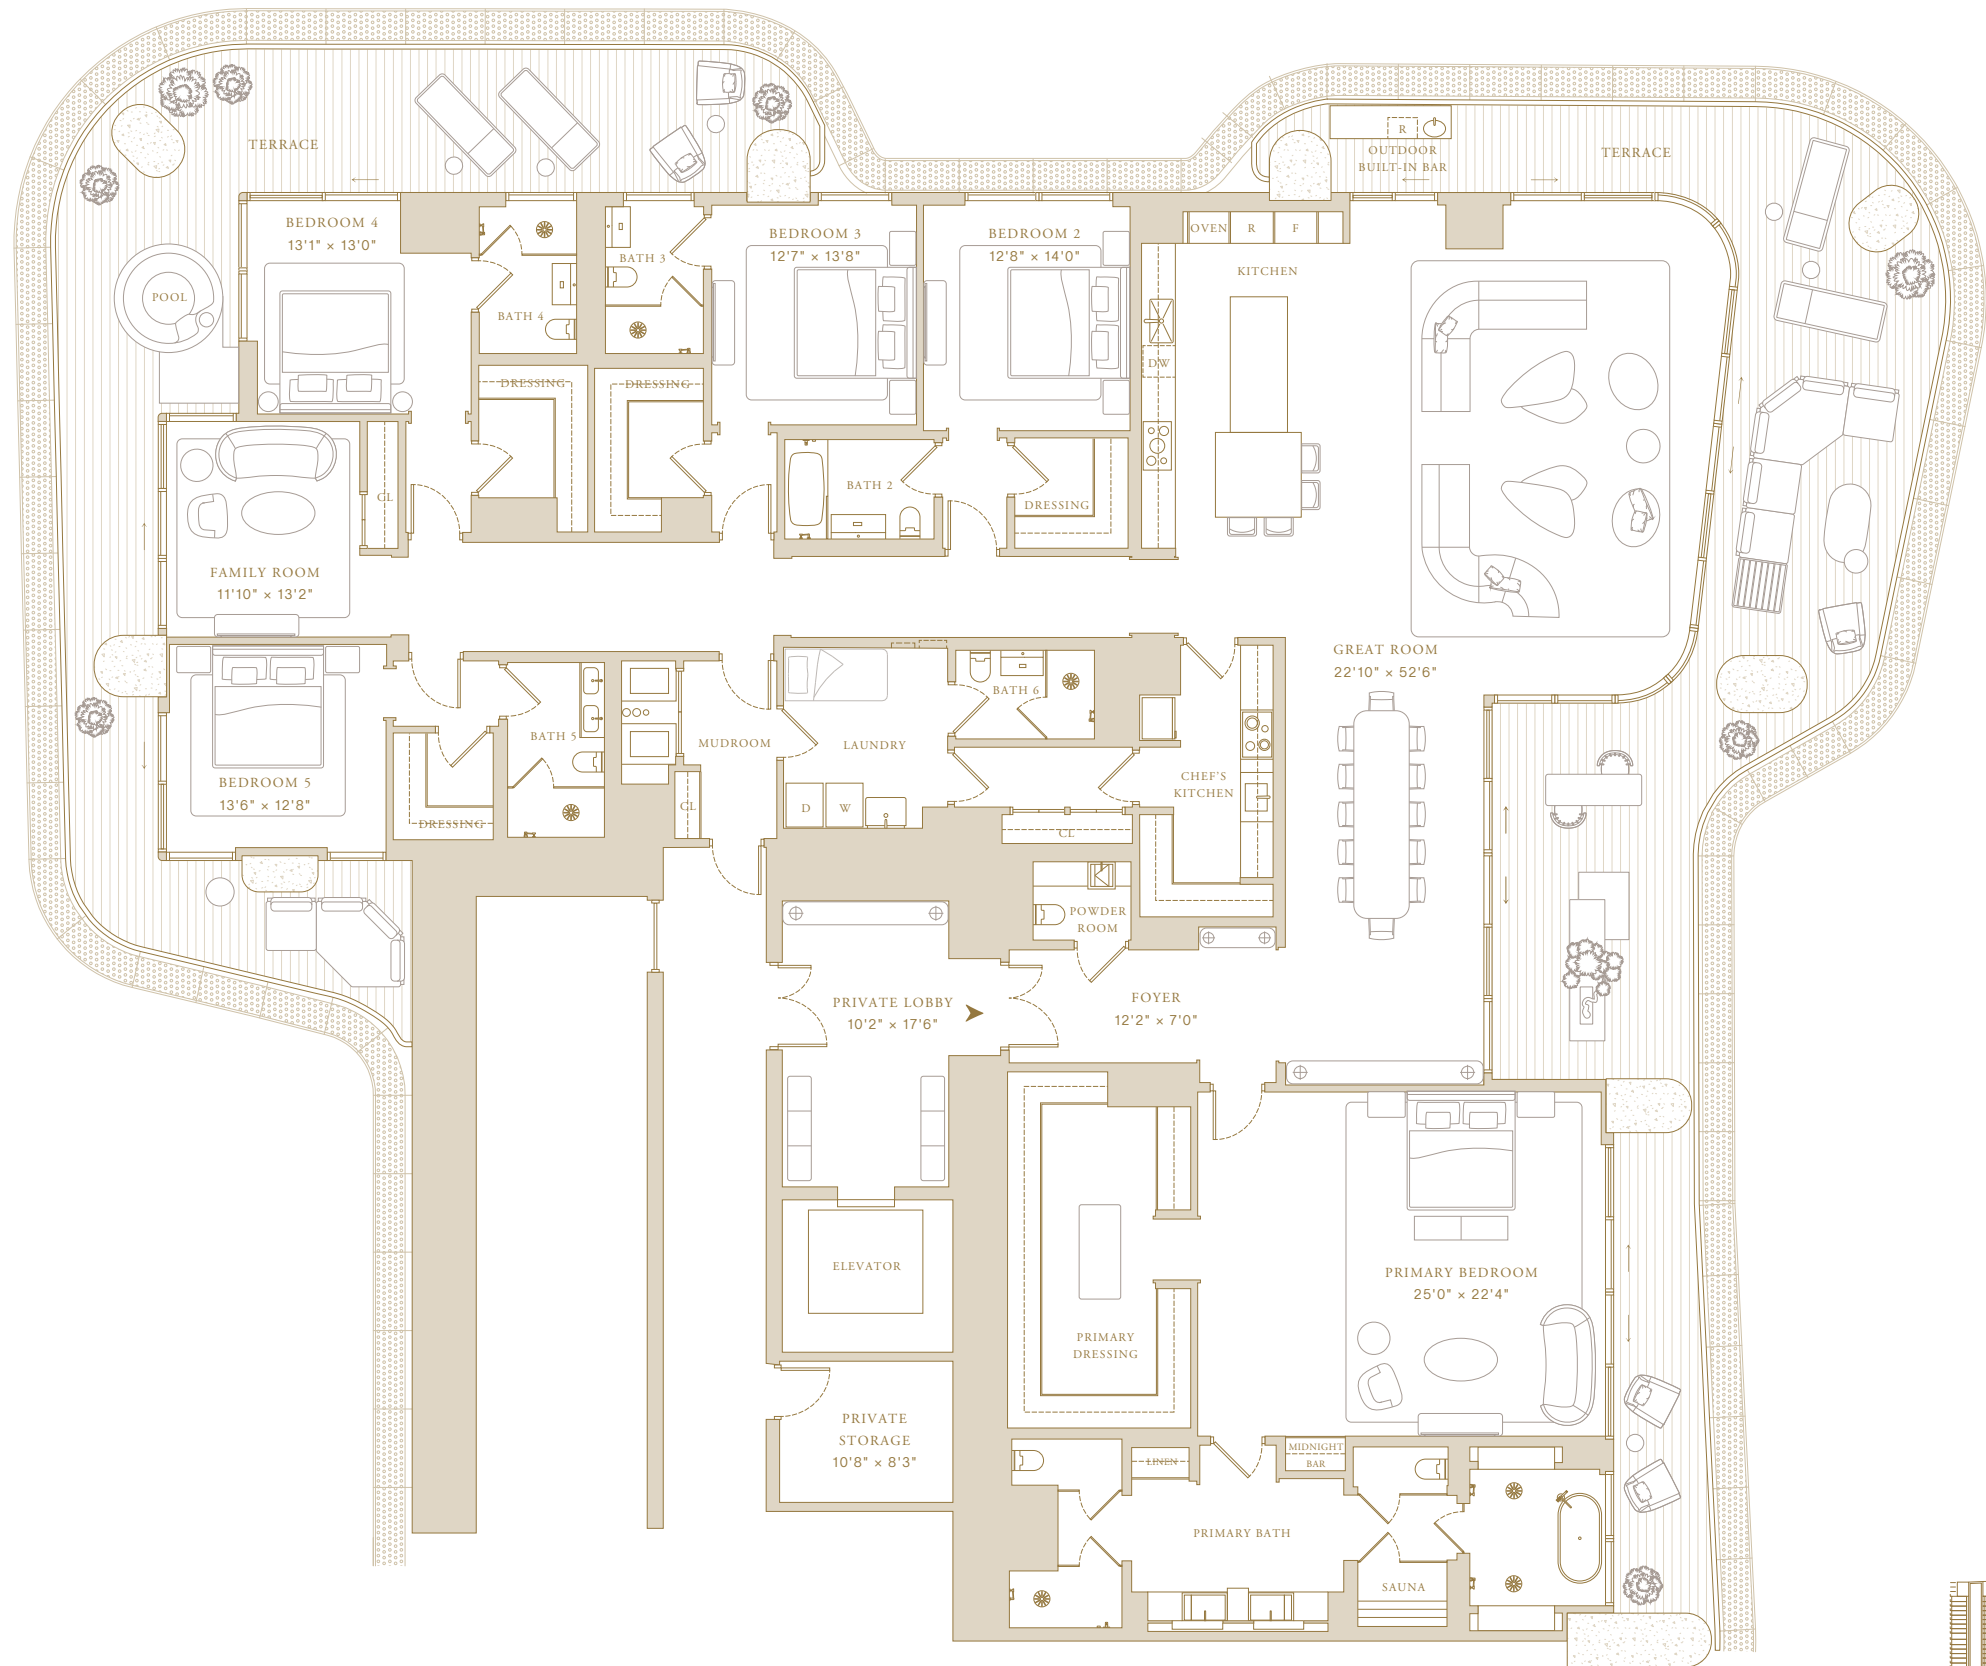 TERRACE
R
OUTDOOR
BUILT-IN BAR
TERRACE
BEDROOM 4
13'1" × 13'0"
BATH 3
BEDROOM 3
12'7" × 13'8"
BEDROOM 2
12'8" × 14'0"
OVEN
R
F
KITCHEN
POOL
BATH 4
DW
DRESSING
DRESSING
CL
BATH 2
DRESSING
FAMILY ROOM
11'10" × 13'2"
GREAT ROOM
22'10" × 52'6"
BATH 6
BATH 5
MUDROOM
LAUNDRY
BEDROOM 5
13'6" × 12'8"
CHEF'S
KITCHEN
DRESSING
CL
D
W
CL
POWDER
ROOM
PRIVATE LOBBY
10'2" × 17'6"
FOYER
12'2" × 7'0"
ELEVATOR
PRIMARY BEDROOM
25'0" × 22'4"
PRIMARY
DRESSING
PRIVATE
STORAGE
10'8" × 8'3"
LINEN
MIDNIGHT
BAR
PRIMARY BATH
SAUNA